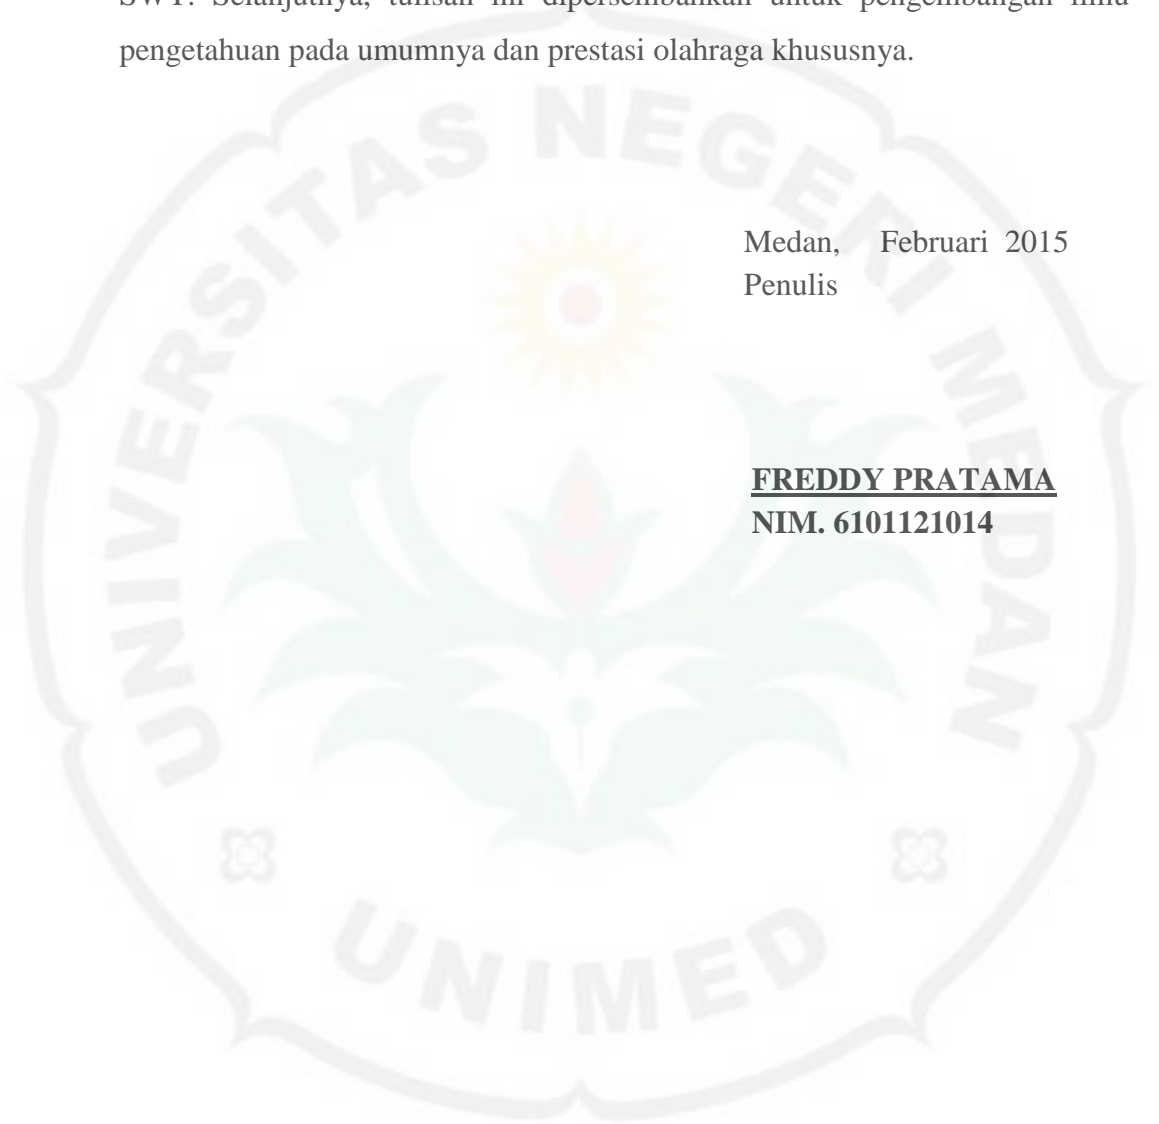 SWT. Selanjutnya, tulisan ini dipersembahkan untuk pengembangan ilmu
pengetahuan pada umumnya dan prestasi olahraga khususnya.
UNIVERSITAS NEGERI MEDAN
Medan, Februari 2015
Penulis
FREDDY PRATAMA
NIM. 6101121014
UNIMED